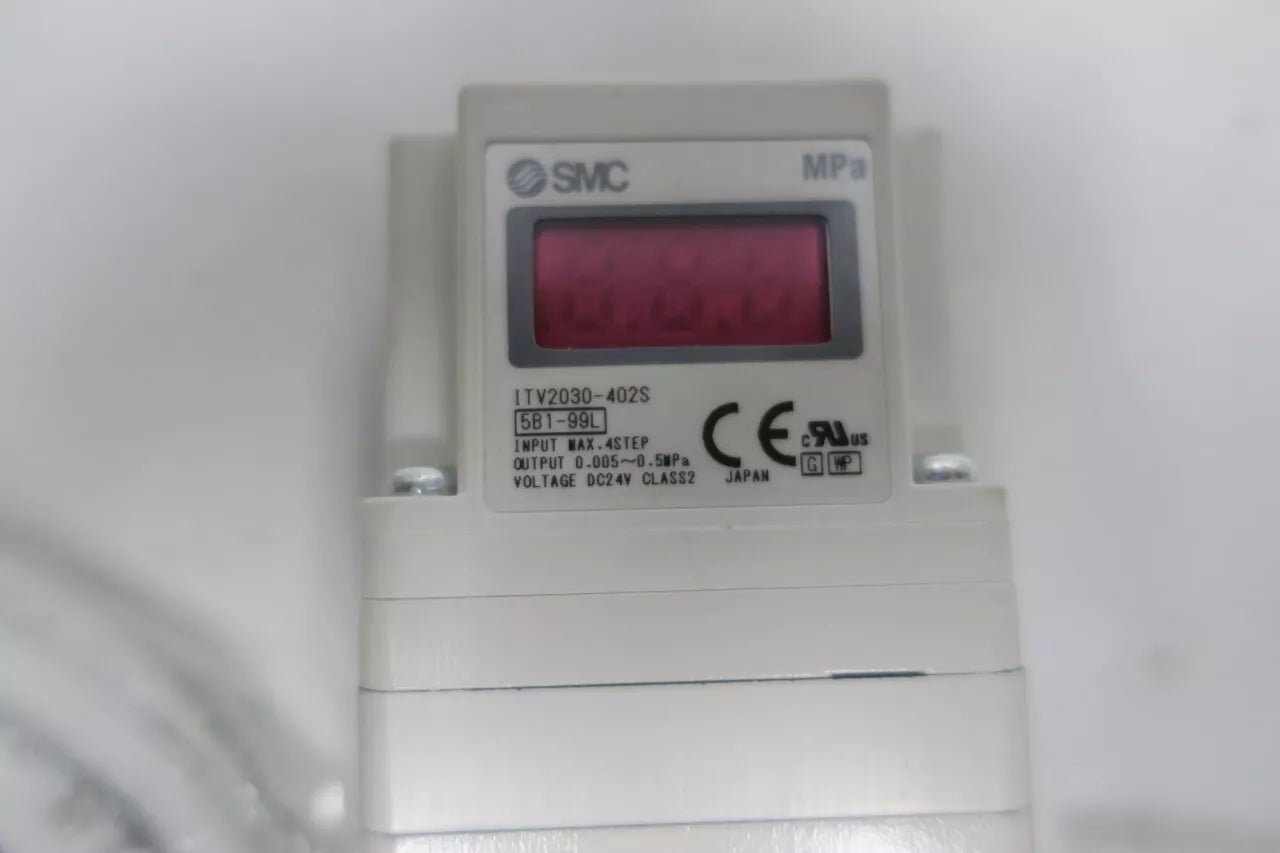 SMC
MPa
ITV2030-402S
5B1-99L
INPUT MAX.4STEP
OUTPUT 0.005～0.5MPa
VOLTAGE DC24V CLASS2
CE
JAPAN
c RU us
G WP